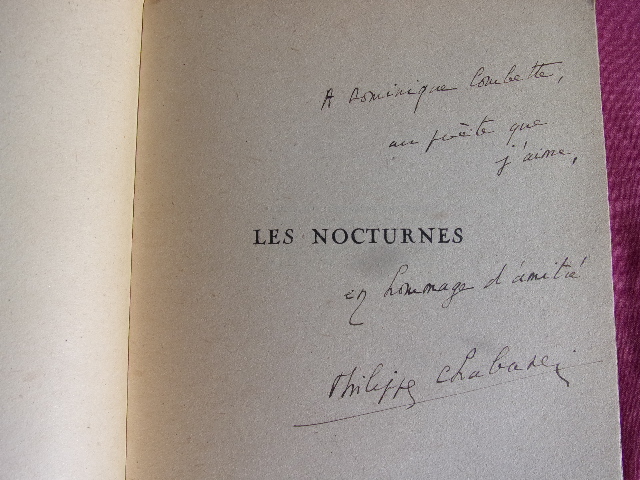 A Dominique Combette,
au poète que
j'aime,
LES NOCTURNES
en hommage d'amitié
Philippe Chabaneix